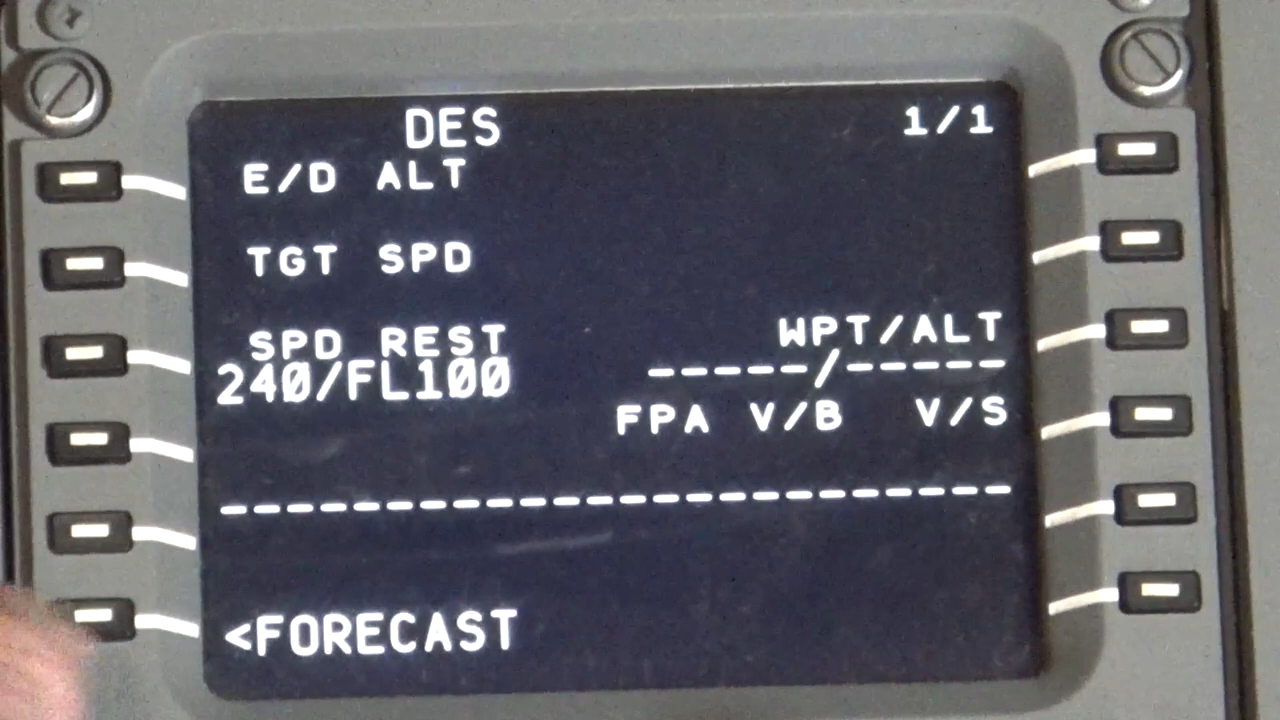 DES 1/1
E/D ALT
TGT SPD
SPD REST WPT/ALT
240/FL100 -----/-----
FPA V/B V/S
------------------------
<FORECAST